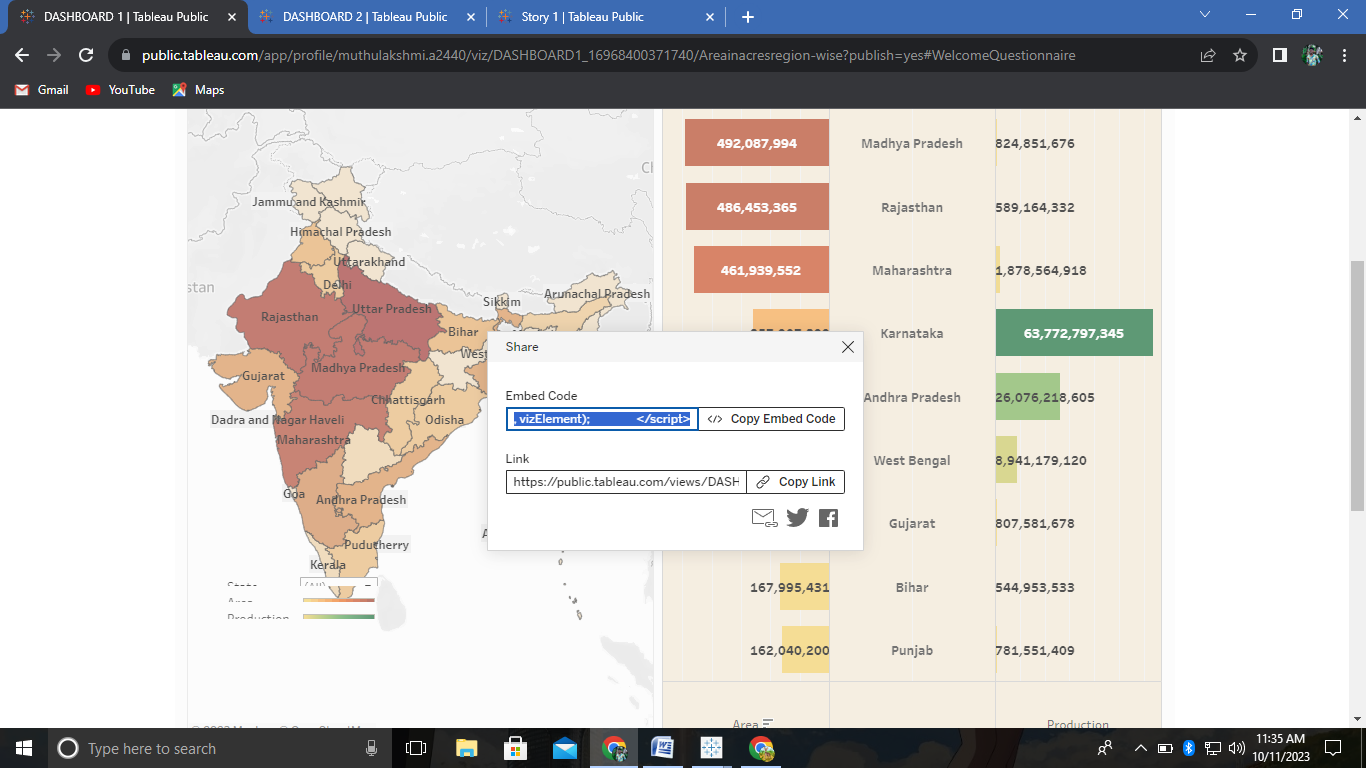 DASHBOARD 1 | Tableau Public
DASHBOARD 2 | Tableau Public
Story 1 | Tableau Public
public.tableau.com/app/profile/muthulakshmi.a2440/viz/DASHBOARD1_16968400371740/Areainacresregion-wise?publish=yes#WelcomeQuestionnaire
Gmail
YouTube
Maps
Jammu and Kashmir
Himachal Pradesh
Uttarakhand
Delhi
Arunachal Pradesh
Sikkim
Rajasthan
Uttar Pradesh
Bihar
West
Gujarat
Madhya Pradesh
Chhattisgarh
Dadra and Nagar Haveli
Odisha
Maharashtra
Goa
Andhra Pradesh
Puducherry
Kerala
State
(All)
Area
Production
492,087,994 Madhya Pradesh 824,851,676
486,453,365 Rajasthan 589,164,332
461,939,552 Maharashtra 1,878,564,918
Karnataka 63,772,797,345
Andhra Pradesh 26,076,218,605
West Bengal 8,941,179,120
Gujarat 807,581,678
167,995,431 Bihar 544,953,533
162,040,200 Punjab 781,551,409
Area
Production
Share
Embed Code
, vizElement); </script>
</> Copy Embed Code
Link
https://public.tableau.com/views/DASH
Copy Link
Type here to search
11:35 AM
10/11/2023